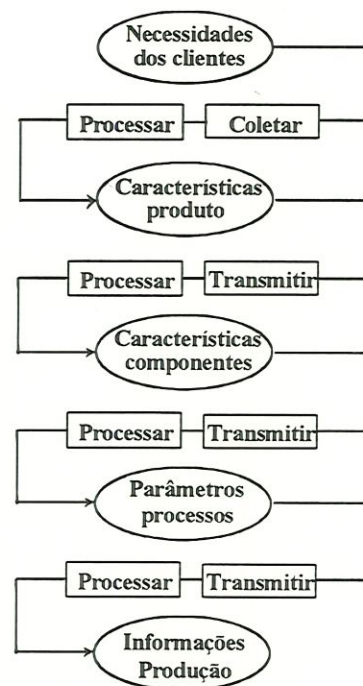 Necessidades
dos clientes
Processar Coletar
Características
produto
Processar Transmitir
Características
componentes
Processar Transmitir
Parâmetros
processos
Processar Transmitir
Informações
Produção